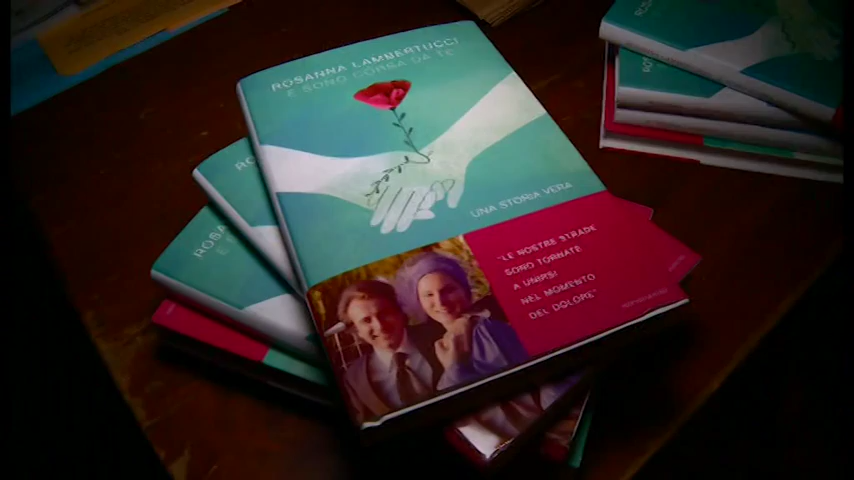 ROSANNA LAMBERTUCCI
E SONO CORSA DA TE
UNA STORIA VERA
"LE NOSTRE STRADE
SONO TORNATE
A UNIRSI
NEL MOMENTO
DEL DOLORE"
ROSA